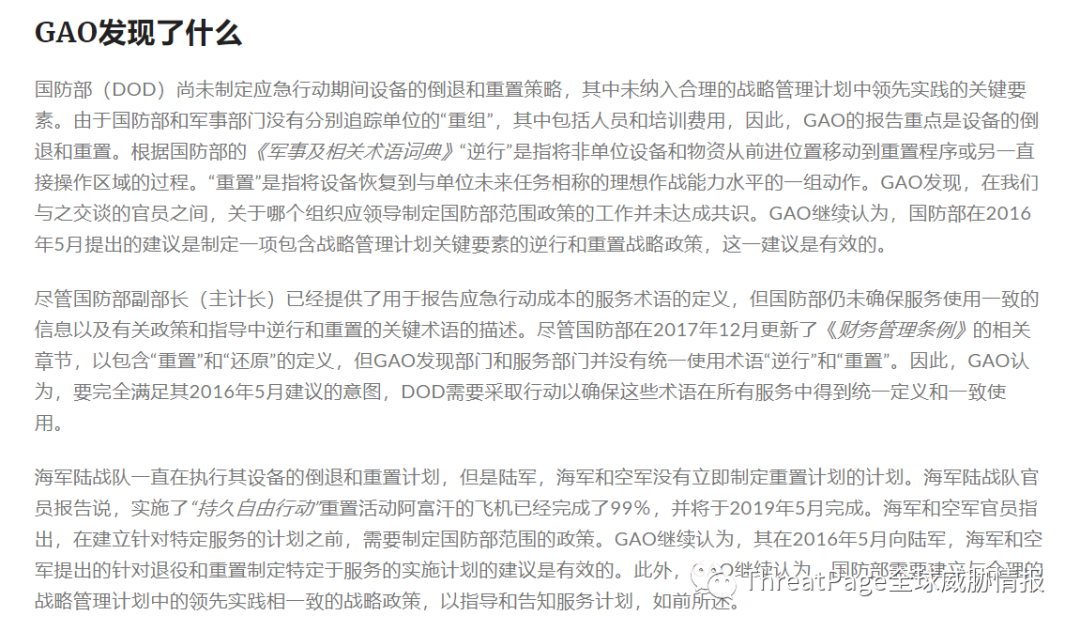 GAO发现了什么
国防部（DOD）尚未制定应急行动期间设备的倒退和重置策略，其中未纳入合理的战略管理计划中领先实践的关键要
素。由于国防部和军事部门没有分别追踪单位的“重组”，其中包括人员和培训费用，因此，GAO的报告重点是设备的倒
退和重置。根据国防部的《军事及相关术语词典》“逆行”是指将非单位设备和物资从前进位置移动到重置程序或另一直
接操作区域的过程。“重置”是指将设备恢复到与单位未来任务相称的理想作战能力水平的一组动作。GAO发现，在我们
与之交谈的官员之间，关于哪个组织应领导制定国防部范围政策的工作并未达成共识。GAO继续认为，国防部在2016
年5月提出的建议是制定一项包含战略管理计划关键要素的逆行和重置战略政策，这一建议是有效的。
尽管国防部副部长（主计长）已经提供了用于报告应急行动成本的服务术语的定义，但国防部仍未确保服务使用一致的
信息以及有关政策和指导中逆行和重置的关键术语的描述。尽管国防部在2017年12月更新了《财务管理条例》的相关
章节，以包含“重置”和“还原”的定义，但GAO发现部门和服务部门并没有统一使用术语“逆行”和“重置”。因此，GAO认
为，要完全满足其2016年5月建议的意图，DOD需要采取行动以确保这些术语在所有服务中得到统一定义和一致使
用。
海军陆战队一直在执行其设备的倒退和重置计划，但是陆军，海军和空军没有立即制定重置计划的计划。海军陆战队官
员报告说，实施了“持久自由行动”重置活动阿富汗的飞机已经完成了99％，并将于2019年5月完成。海军和空军官员指
出，在建立针对特定服务的计划之前，需要制定国防部范围的政策。GAO继续认为，其在2016年5月向陆军，海军和空
军提出的针对退役和重置制定特定于服务的实施计划的建议是有效的。此外，GAO继续认为，国防部需要建立与合理的
战略管理计划中的领先实践相一致的战略政策，以指导和告知服务计划，如前所述。
ThreatPage全球威胁情报